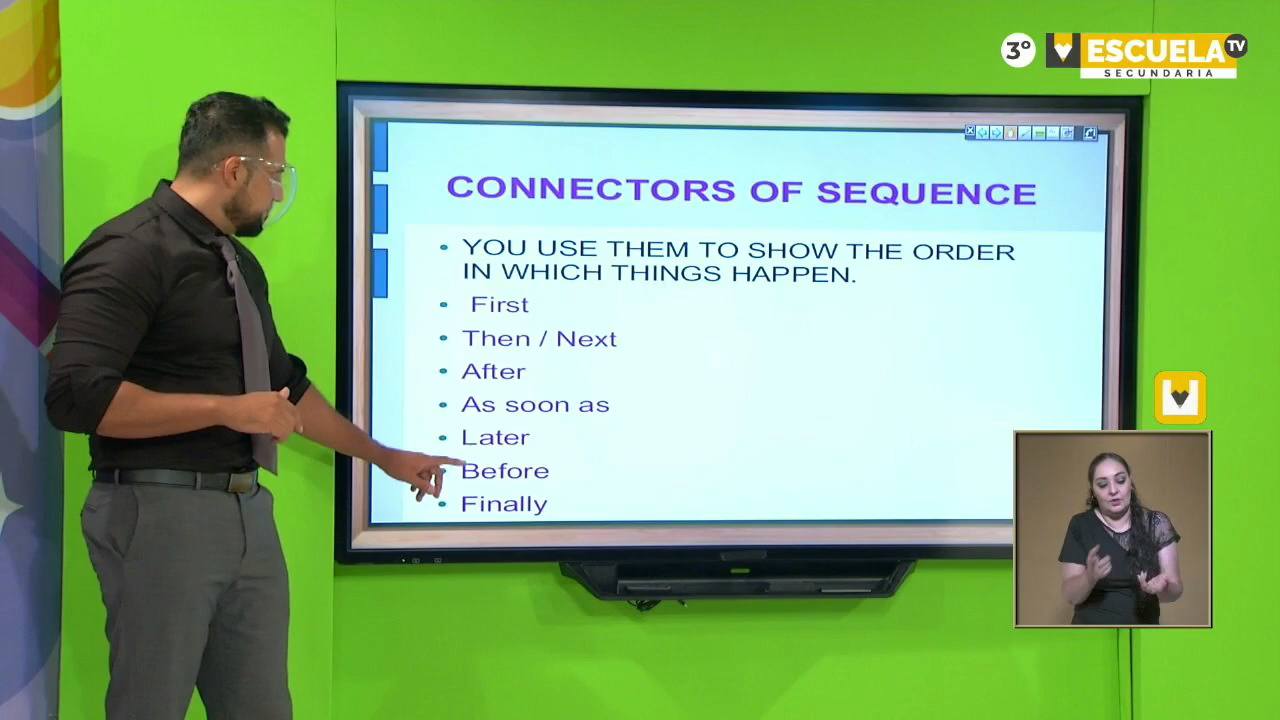 3º
ESCUELA TV
SECUNDARIA
CONNECTORS OF SEQUENCE
• YOU USE THEM TO SHOW THE ORDER
IN WHICH THINGS HAPPEN.
• First
• Then / Next
• After
• As soon as
• Later
• Before
• Finally